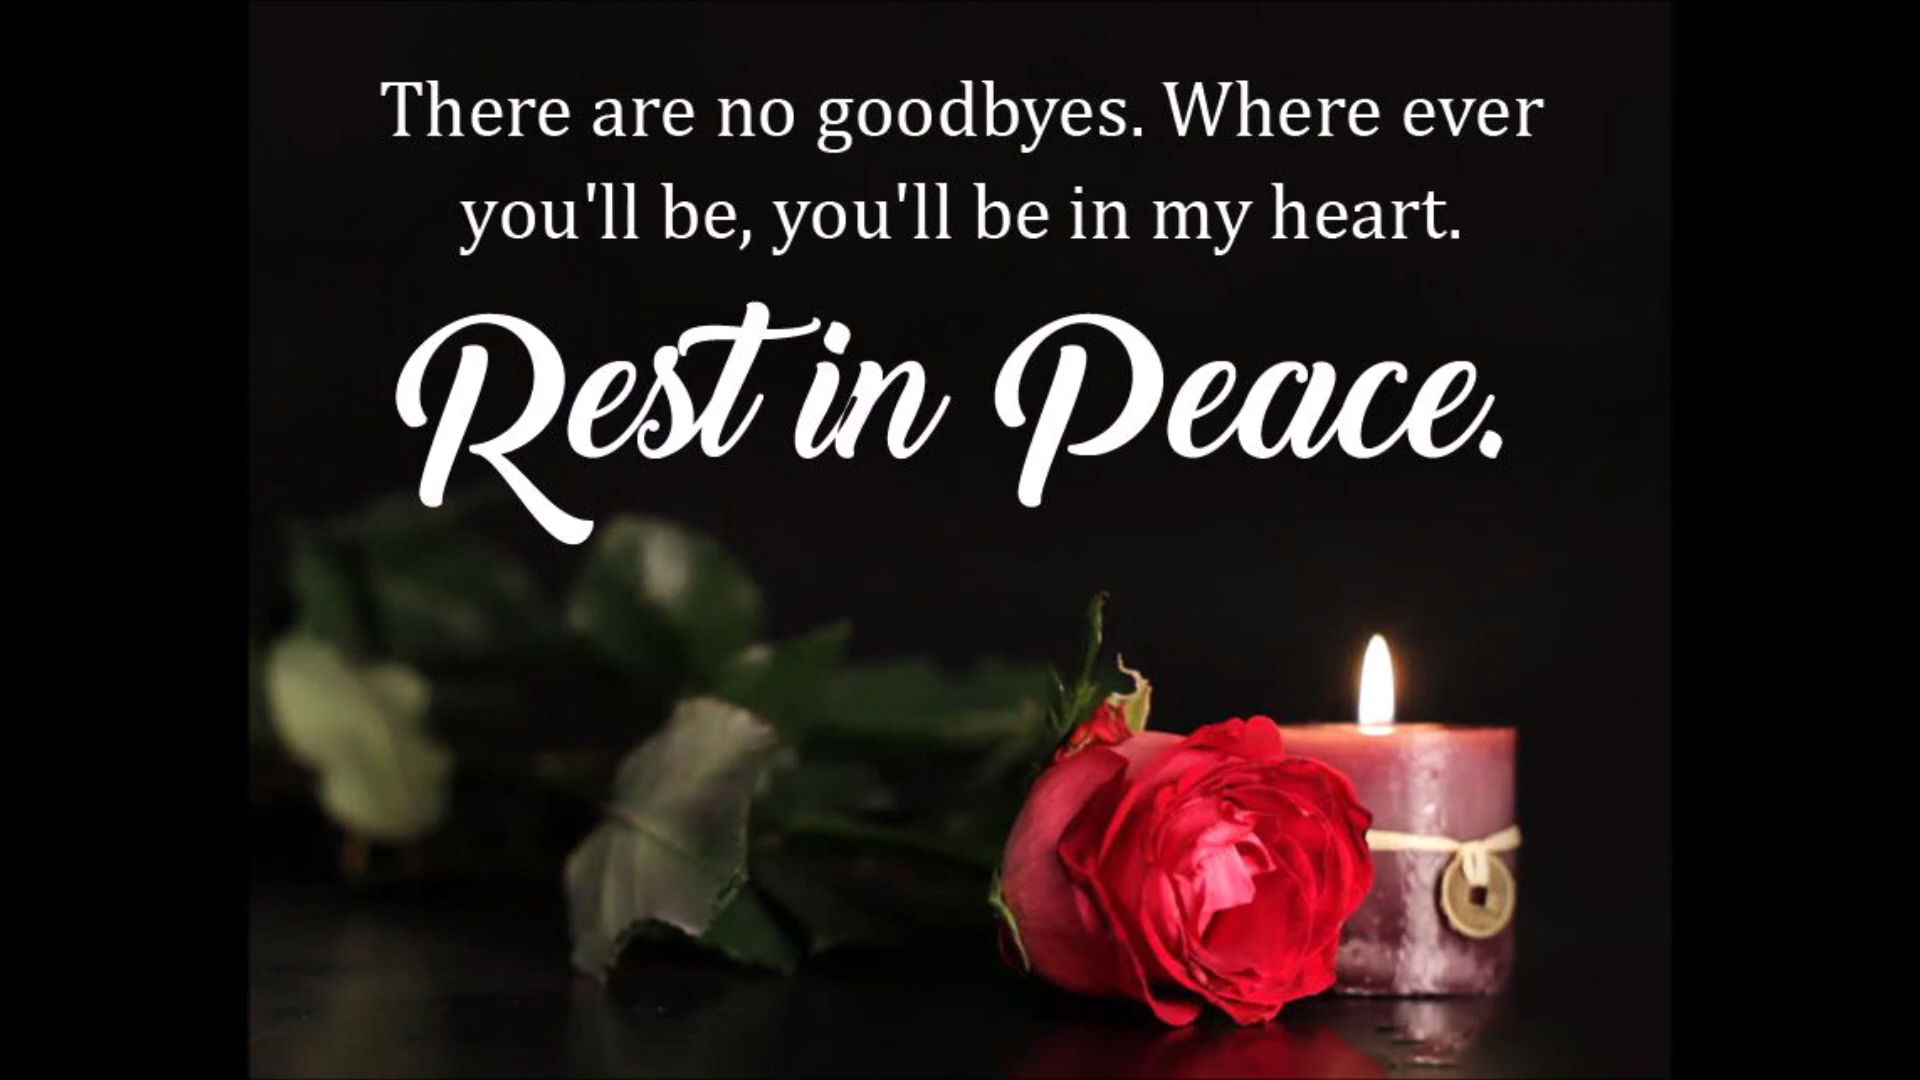 There are no goodbyes. Where ever
you'll be, you'll be in my heart.
Rest in Peace.